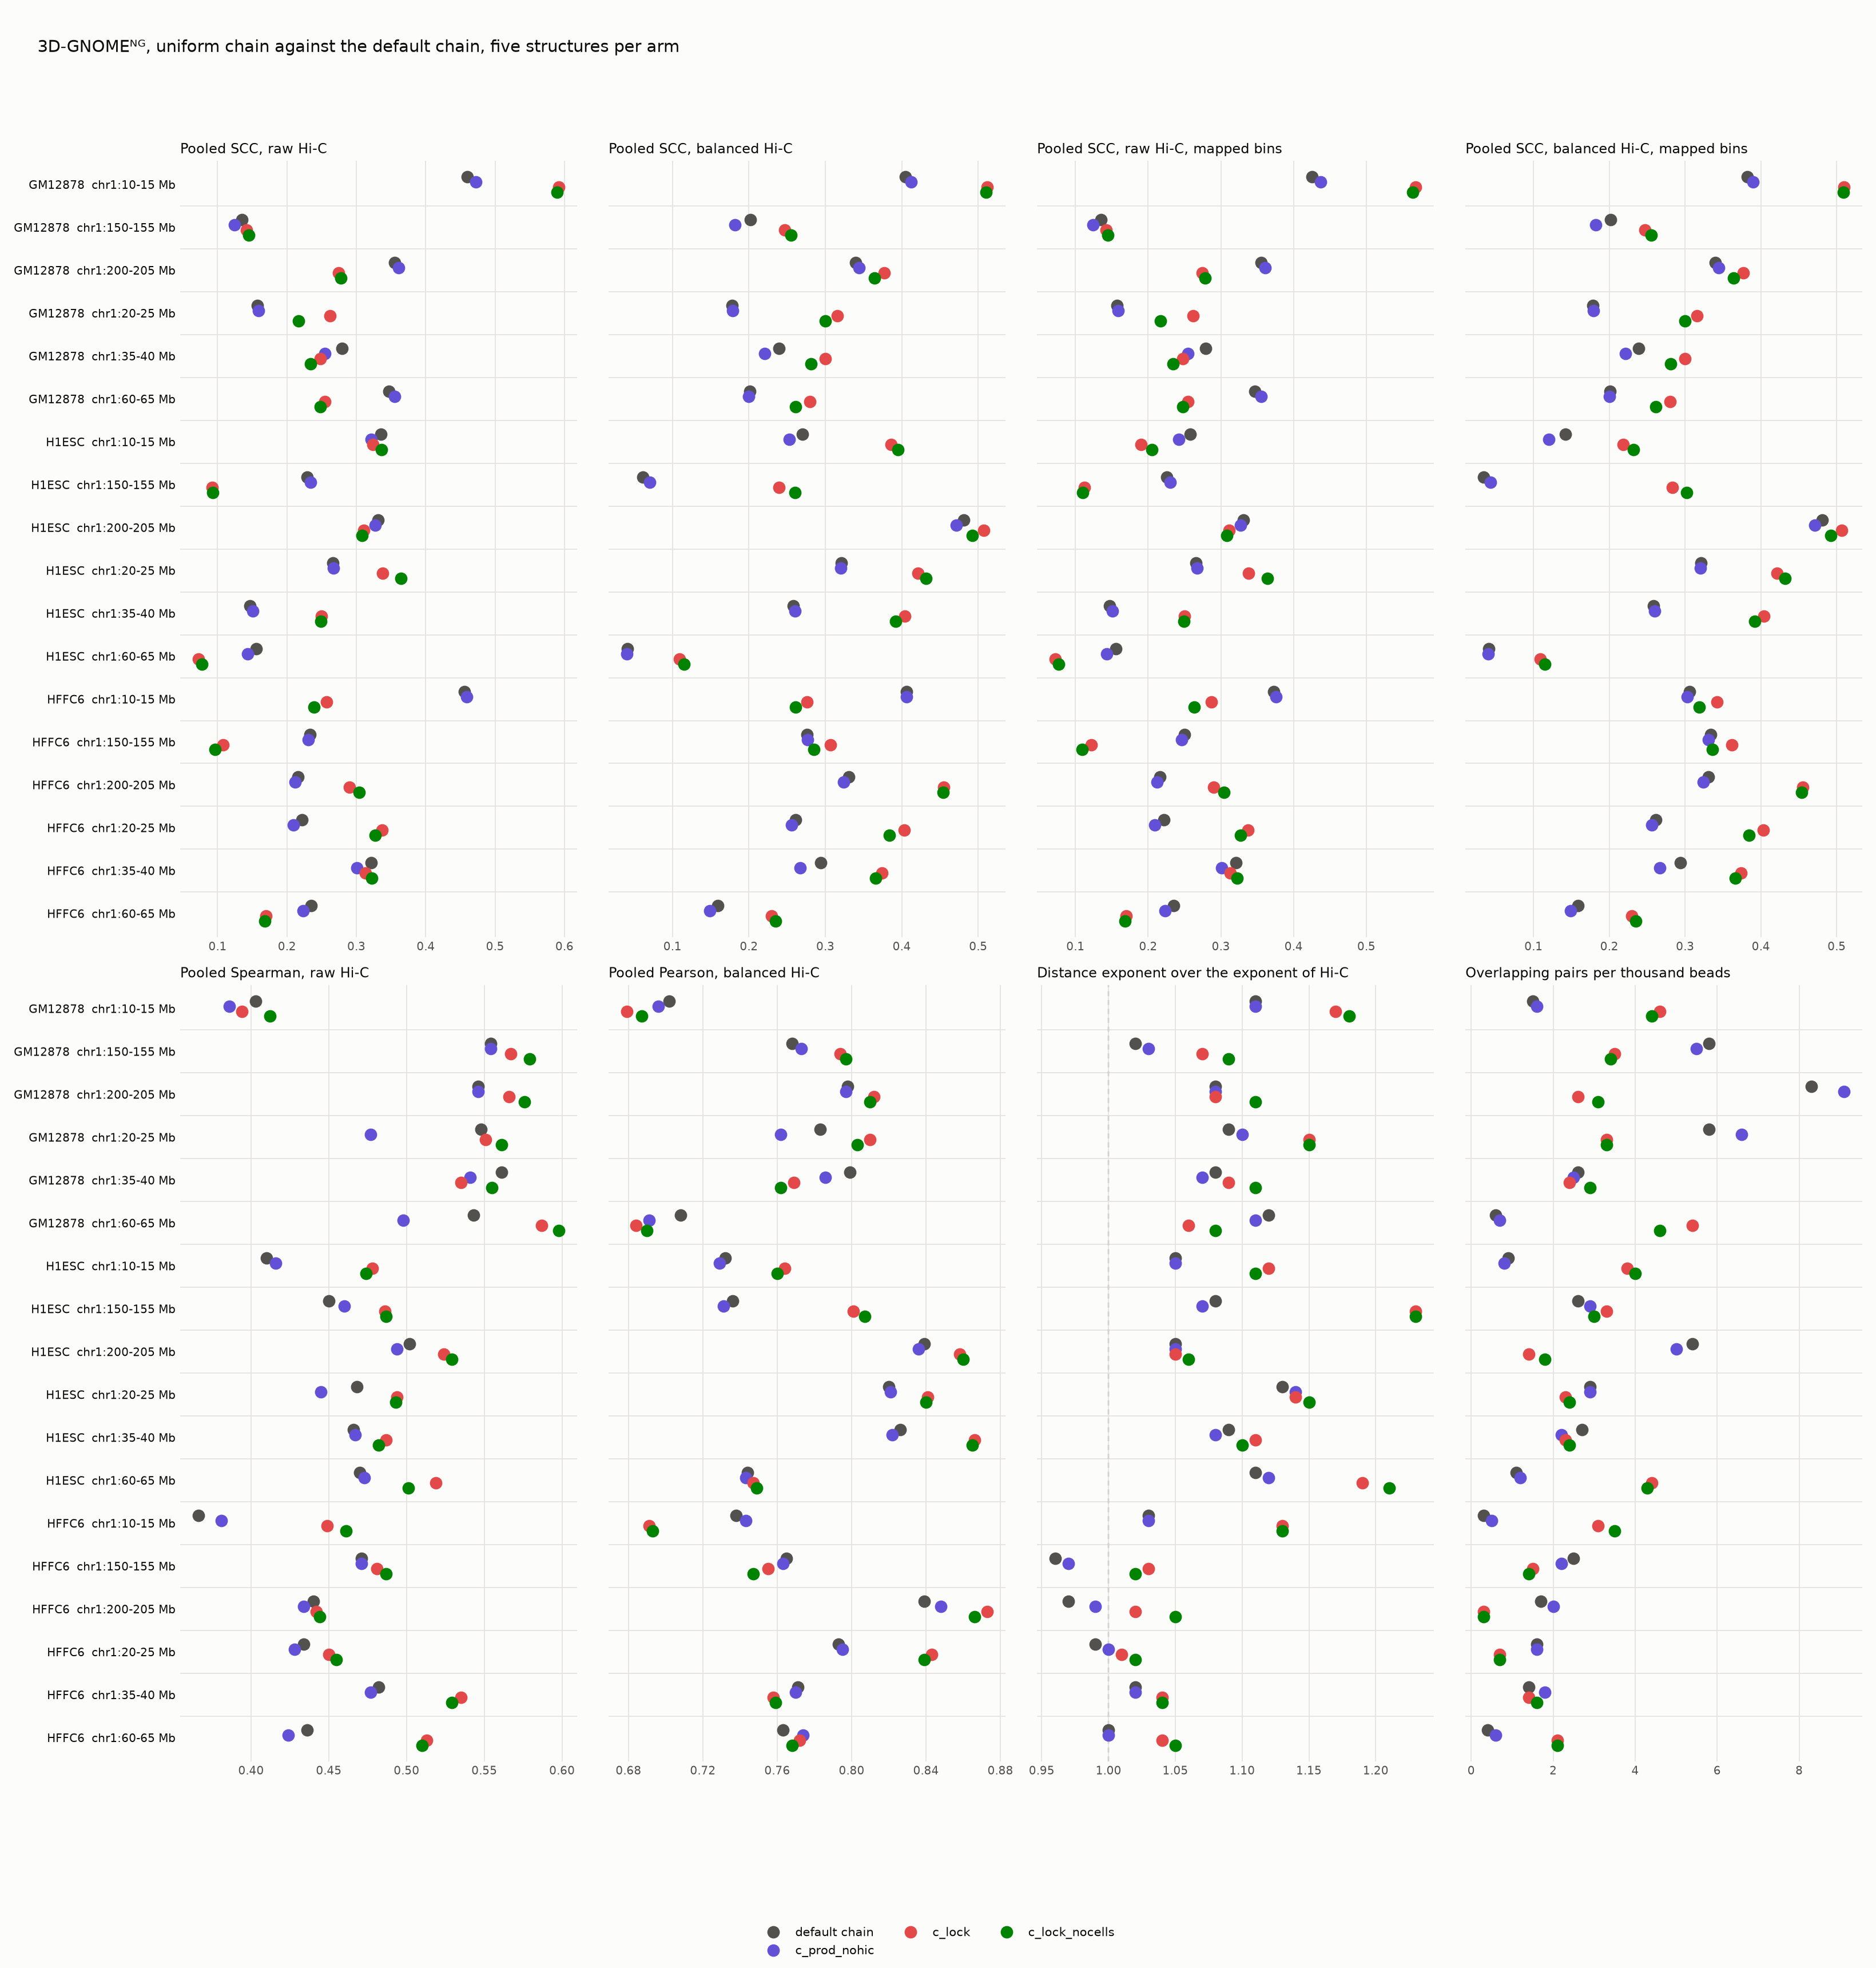 3D-GNOMEᴺᴳ, uniform chain against the default chain, five structures per arm
Pooled SCC, raw Hi-C
Pooled SCC, balanced Hi-C
Pooled SCC, raw Hi-C, mapped bins
Pooled SCC, balanced Hi-C, mapped bins
GM12878 chr1:10-15 Mb
GM12878 chr1:150-155 Mb
GM12878 chr1:200-205 Mb
GM12878 chr1:20-25 Mb
GM12878 chr1:35-40 Mb
GM12878 chr1:60-65 Mb
H1ESC chr1:10-15 Mb
H1ESC chr1:150-155 Mb
H1ESC chr1:200-205 Mb
H1ESC chr1:20-25 Mb
H1ESC chr1:35-40 Mb
H1ESC chr1:60-65 Mb
HFFC6 chr1:10-15 Mb
HFFC6 chr1:150-155 Mb
HFFC6 chr1:200-205 Mb
HFFC6 chr1:20-25 Mb
HFFC6 chr1:35-40 Mb
HFFC6 chr1:60-65 Mb
0.1 0.2 0.3 0.4 0.5 0.6
0.1 0.2 0.3 0.4 0.5
0.1 0.2 0.3 0.4 0.5
0.1 0.2 0.3 0.4 0.5
Pooled Spearman, raw Hi-C
Pooled Pearson, balanced Hi-C
Distance exponent over the exponent of Hi-C
Overlapping pairs per thousand beads
GM12878 chr1:10-15 Mb
GM12878 chr1:150-155 Mb
GM12878 chr1:200-205 Mb
GM12878 chr1:20-25 Mb
GM12878 chr1:35-40 Mb
GM12878 chr1:60-65 Mb
H1ESC chr1:10-15 Mb
H1ESC chr1:150-155 Mb
H1ESC chr1:200-205 Mb
H1ESC chr1:20-25 Mb
H1ESC chr1:35-40 Mb
H1ESC chr1:60-65 Mb
HFFC6 chr1:10-15 Mb
HFFC6 chr1:150-155 Mb
HFFC6 chr1:200-205 Mb
HFFC6 chr1:20-25 Mb
HFFC6 chr1:35-40 Mb
HFFC6 chr1:60-65 Mb
0.40 0.45 0.50 0.55 0.60
0.68 0.72 0.76 0.80 0.84 0.88
0.95 1.00 1.05 1.10 1.15 1.20
0 2 4 6 8
default chain
c_lock
c_lock_nocells
c_prod_nohic